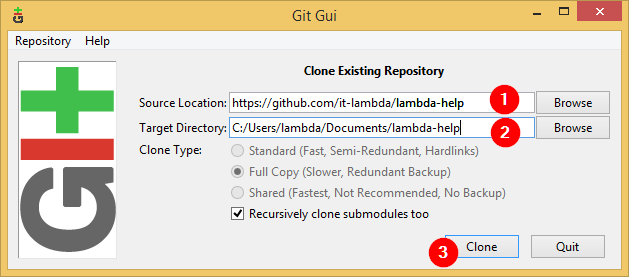 Git Gui
Repository Help
Clone Existing Repository
Source Location: https://github.com/it-lambda/lambda-help 1 Browse
Target Directory: C:/Users/lambda/Documents/lambda-help 2 Browse
Clone Type: Standard (Fast, Semi-Redundant, Hardlinks)
Full Copy (Slower, Redundant Backup)
Shared (Fastest, Not Recommended, No Backup)
Recursively clone submodules too
3 Clone Quit
GIT